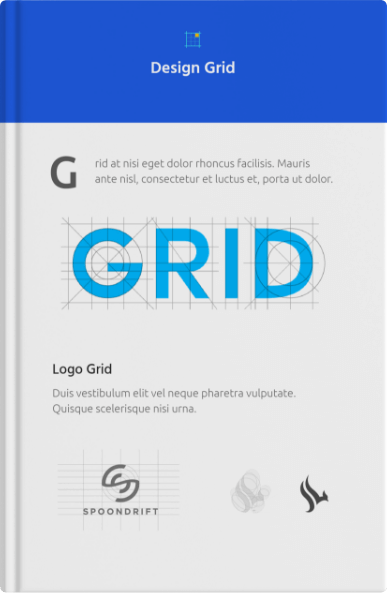 Design Grid
G rid at nisi eget dolor rhoncus facilisis. Mauris
ante nisl, consectetur et luctus et, porta ut dolor.
GRID
Logo Grid
Duis vestibulum elit vel neque pharetra vulputate.
Quisque scelerisque nisi urna.
SPOONDRIFT